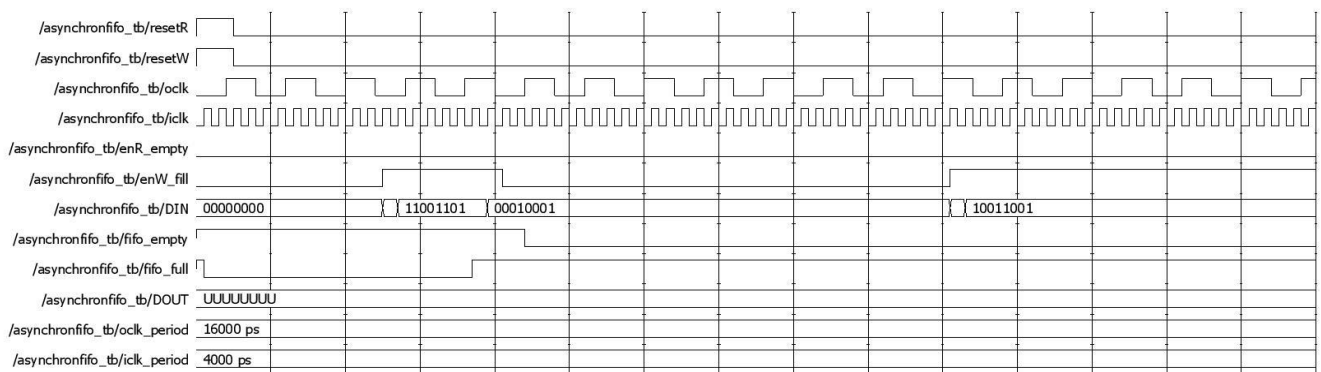 /asynchronfifo_tb/resetR
/asynchronfifo_tb/resetW
/asynchronfifo_tb/oclk
/asynchronfifo_tb/iclk
/asynchronfifo_tb/enR_empty
/asynchronfifo_tb/enW_fill
/asynchronfifo_tb/DIN 00000000 11001101 00010001 10011001
/asynchronfifo_tb/fifo_empty
/asynchronfifo_tb/fifo_full
/asynchronfifo_tb/DOUT UUUUUUUU
/asynchronfifo_tb/oclk_period 16000 ps
/asynchronfifo_tb/iclk_period 4000 ps